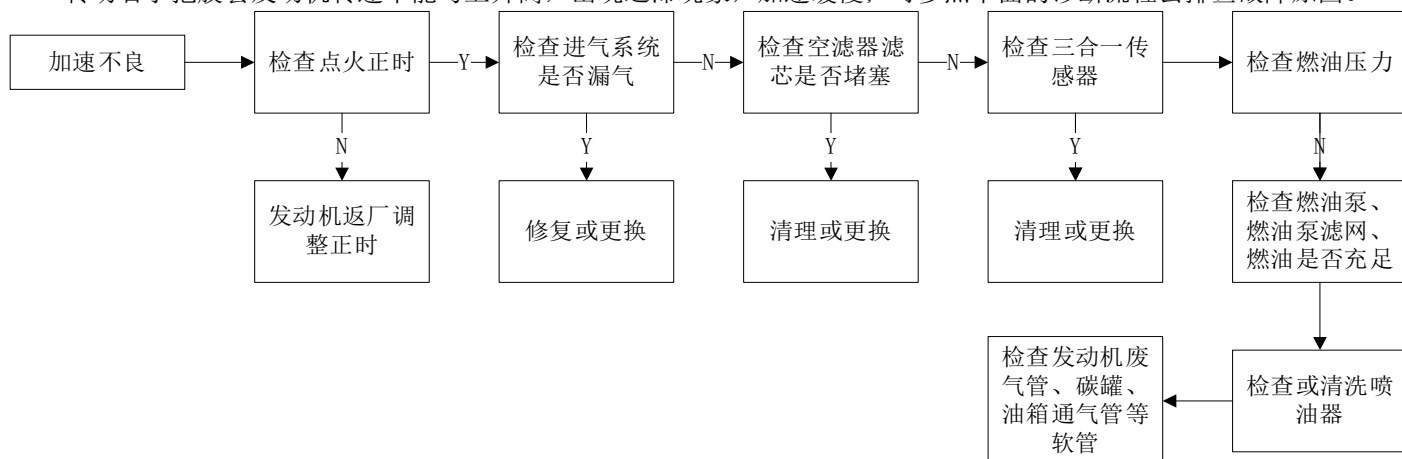 加速不良
检查点火正时
Y
检查进气系统
是否漏气
N
检查空滤器滤
芯是否堵塞
N
检查三合一传
感器
检查燃油压力
N
Y
Y
Y
N
发动机返厂调
整正时
修复或更换
清理或更换
清理或更换
检查燃油泵、
燃油泵滤网、
燃油是否充足
检查发动机废
气管、碳罐、
油箱通气管等
软管
检查或清洗喷
油器